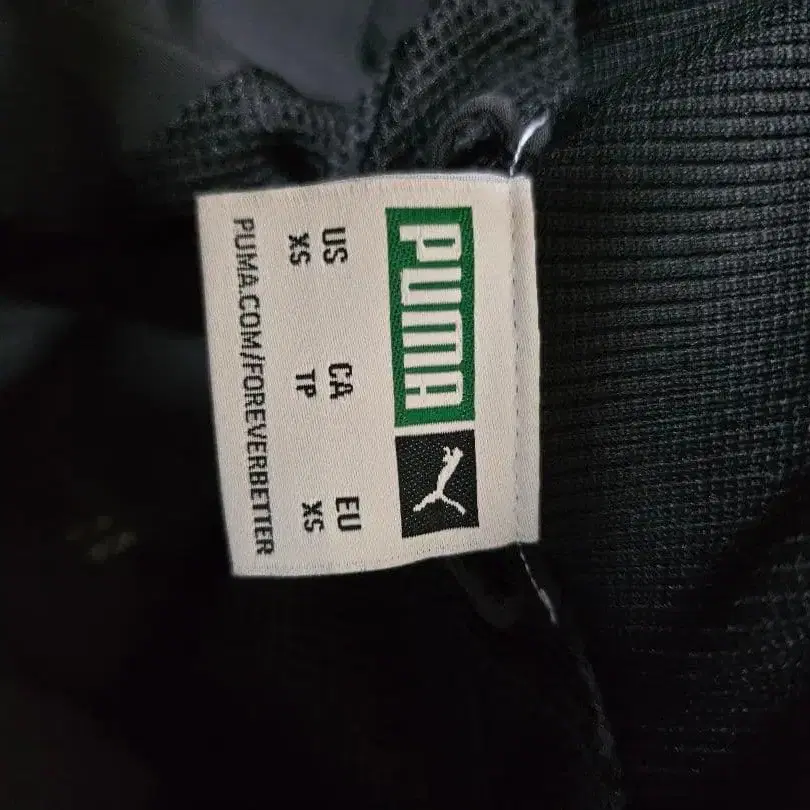 PUMA
US CA EU
XS TP XS
PUMA.COM/FOREVERBETTER